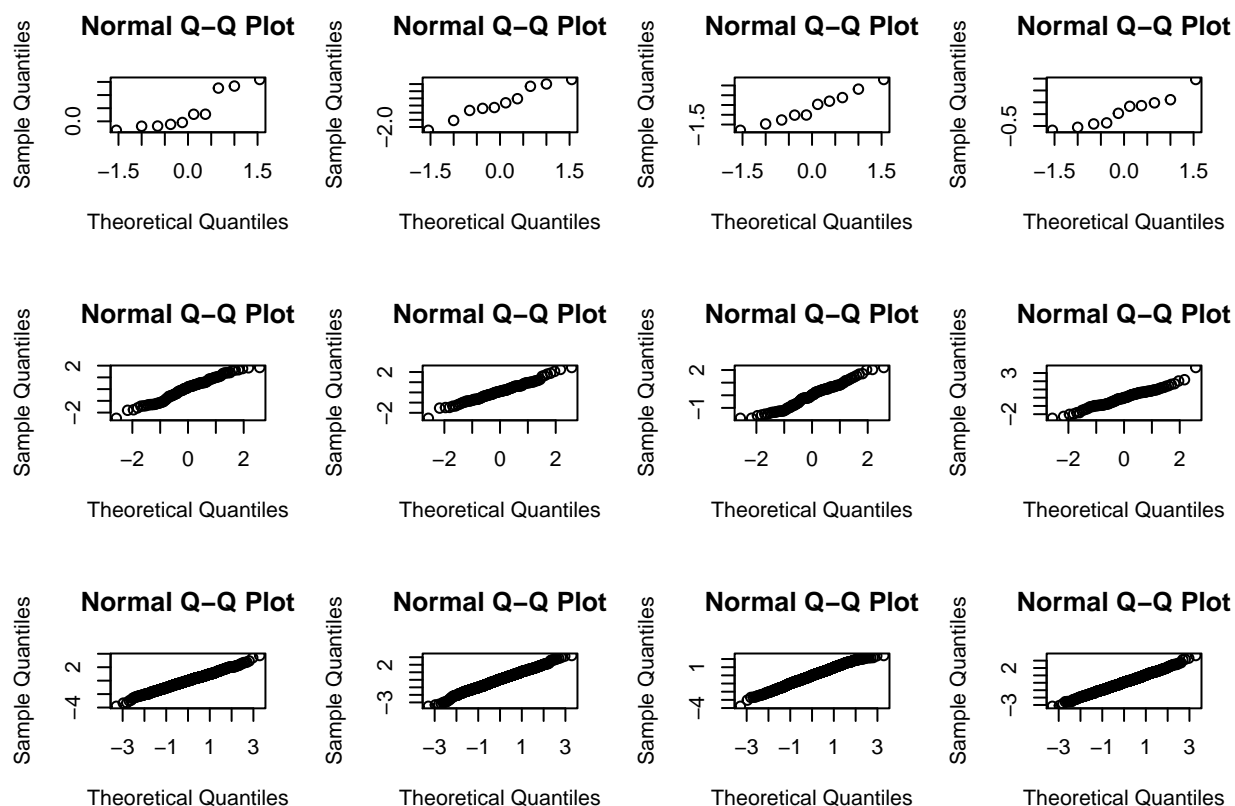 Normal Q−Q Plot
Sample Quantiles
0.0
−1.5 0.0 1.5
Theoretical Quantiles
Normal Q−Q Plot
Sample Quantiles
−2.0
−1.5 0.0 1.5
Theoretical Quantiles
Normal Q−Q Plot
Sample Quantiles
−1.5
−1.5 0.0 1.5
Theoretical Quantiles
Normal Q−Q Plot
Sample Quantiles
−0.5
−1.5 0.0 1.5
Theoretical Quantiles
Normal Q−Q Plot
Sample Quantiles
−2 2
−2 0 2
Theoretical Quantiles
Normal Q−Q Plot
Sample Quantiles
−2 2
−2 0 2
Theoretical Quantiles
Normal Q−Q Plot
Sample Quantiles
−1 2
−2 0 2
Theoretical Quantiles
Normal Q−Q Plot
Sample Quantiles
−2 3
−2 0 2
Theoretical Quantiles
Normal Q−Q Plot
Sample Quantiles
−4 2
−3 −1 1 3
Theoretical Quantiles
Normal Q−Q Plot
Sample Quantiles
−3 2
−3 −1 1 3
Theoretical Quantiles
Normal Q−Q Plot
Sample Quantiles
−4 1
−3 −1 1 3
Theoretical Quantiles
Normal Q−Q Plot
Sample Quantiles
−3 2
−3 −1 1 3
Theoretical Quantiles